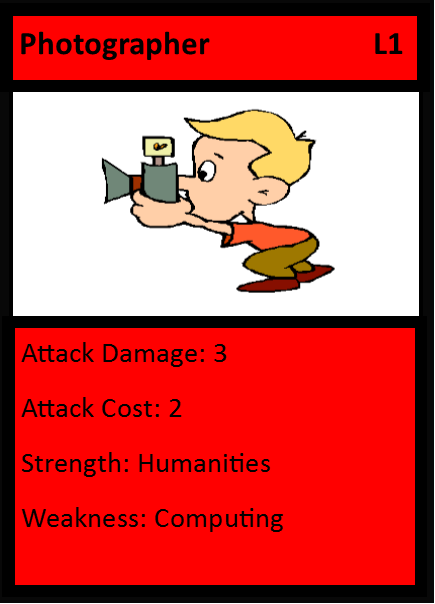 Photographer L1
Attack Damage: 3
Attack Cost: 2
Strength: Humanities
Weakness: Computing